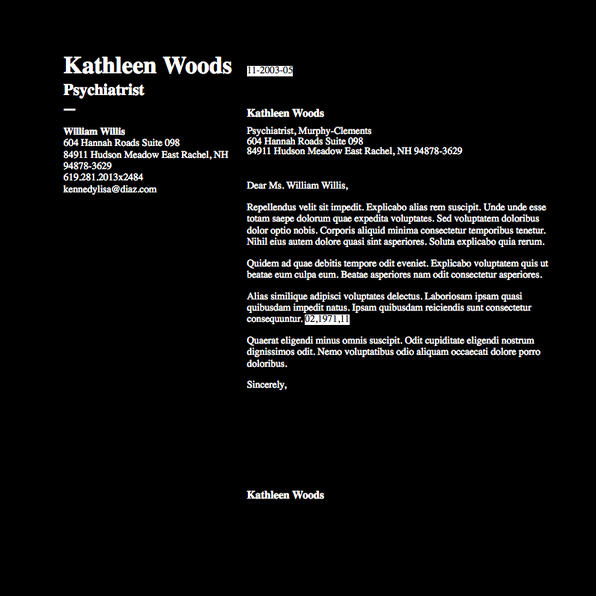 Kathleen Woods
Psychiatrist
William Willis
604 Hannah Roads Suite 098
84911 Hudson Meadow East Rachel, NH
94878-3629
619.281.2013x2484
kennedylisa@diaz.com
11-2003-05
Kathleen Woods
Psychiatrist, Murphy-Clements
604 Hannah Roads Suite 098
84911 Hudson Meadow East Rachel, NH 94878-3629
Dear Ms. William Willis,
Repellendus velit sit impedit. Explicabo alias rem suscipit. Unde unde esse
totam saepe dolorum quae expedita voluptates. Sed voluptatem doloribus
dolor optio nobis. Corporis aliquid minima consectetur temporibus tenetur.
Nihil eius autem dolore quasi sint asperiores. Soluta explicabo quia rerum.
Quidem ad quae debitis tempore odit eveniet. Explicabo voluptatem quis ut
beatae eum culpa eum. Beatae asperiores nam odit consectetur asperiores.
Alias similique adipisci voluptates delectus. Laboriosam ipsam quasi
quibusdam impedit natus. Ipsam quibusdam reiciendis sunt consectetur
consequuntur. 02,1971,11
Quaerat eligendi minus omnis suscipit. Odit cupiditate eligendi nostrum
dignissimos odit. Nemo voluptatibus odio aliquam occaecati dolore porro
doloribus.
Sincerely,
Kathleen Woods